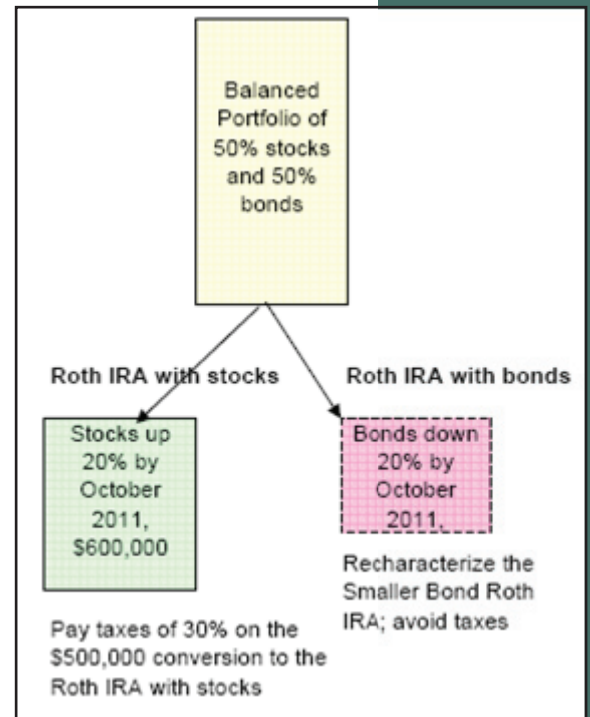 Balanced
Portfolio of
50% stocks
and 50%
bonds
Roth IRA with stocks
Roth IRA with bonds
Stocks up
20% by
October
2011,
$600,000
Bonds down
20% by
October
2011,
Recharacterize the
Smaller Bond Roth
IRA; avoid taxes
Pay taxes of 30% on the
$500,000 conversion to the
Roth IRA with stocks